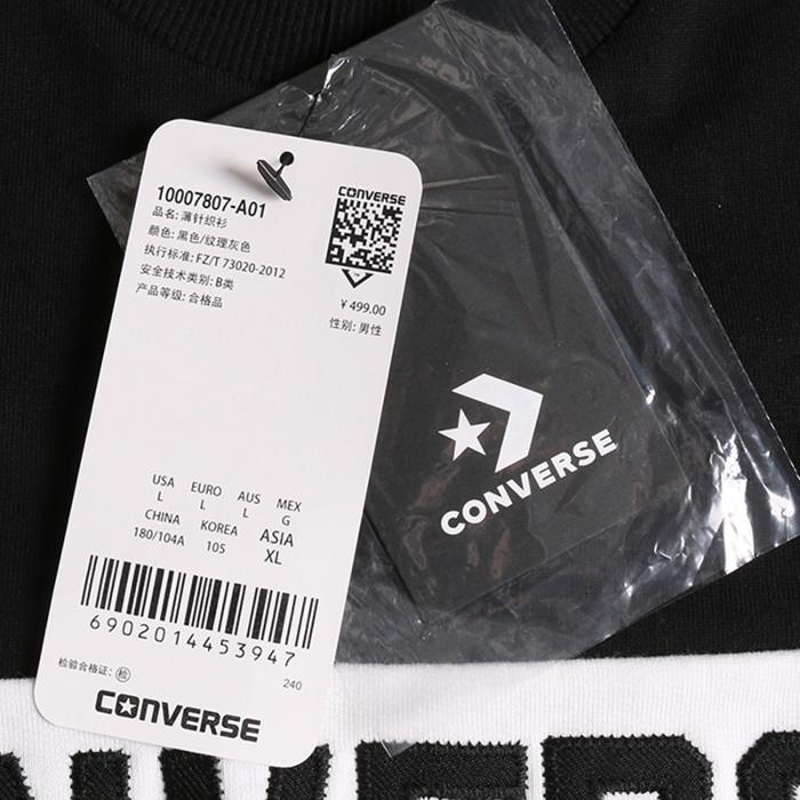 10007807-A01
品名: 薄针织衫
颜色: 黑色/纹理灰色
执行标准: FZ/T 73020-2012
安全技术类别: B类
产品等级: 合格品
CONVERSE
¥ 499.00
性别: 男性
USA EURO AUS MEX
L L L G
CHINA KOREA ASIA
180/104A 105 XL
6902014453947
检验合格证: 检
240
CONVERSE
CONVERSE